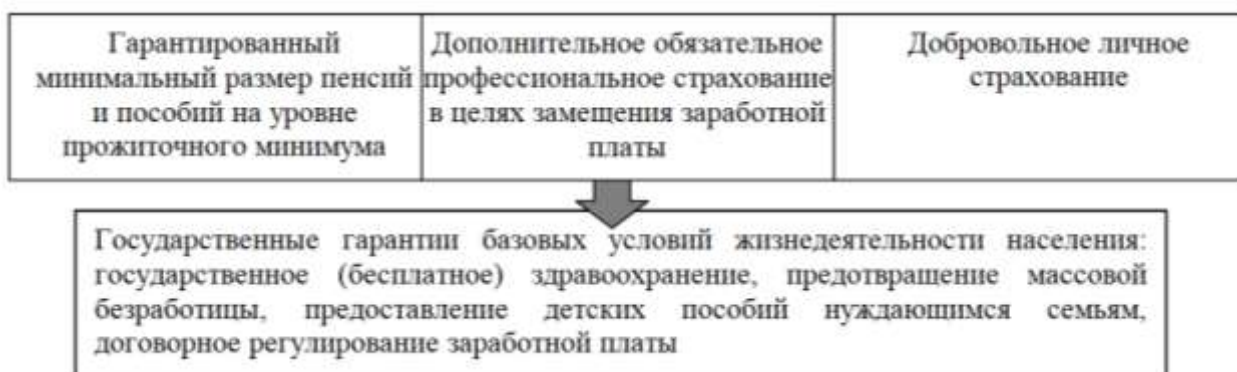 Гарантированный
минимальный размер пенсий
и пособий на уровне
прожиточного минимума
Дополнительное обязательное
профессиональное страхование
в целях замещения заработной
платы
Добровольное личное
страхование
Государственные гарантии базовых условий жизнедеятельности населения:
государственное (бесплатное) здравоохранение, предотвращение массовой
безработицы, предоставление детских пособий нуждающимся семьям,
договорное регулирование заработной платы